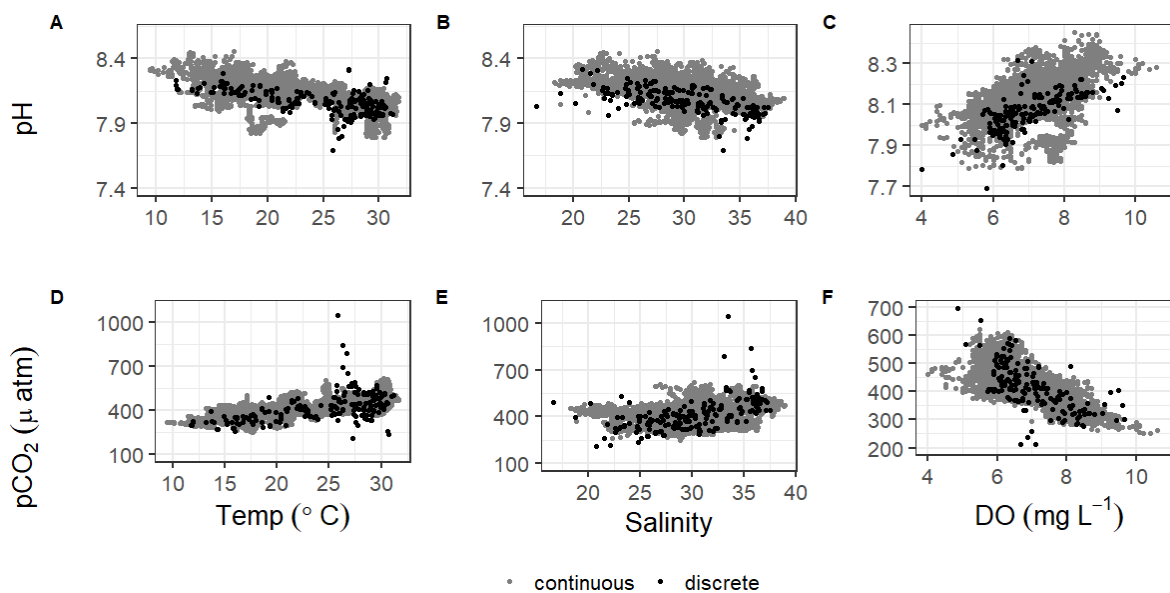 A
B
C
pH
8.4
7.9
7.4
10 15 20 25 30
8.4
7.9
7.4
20 25 30 35 40
8.3
8.1
7.9
7.7
4 6 8 10
D
E
F
pCO₂ (μ atm)
1000
700
400
100
10 15 20 25 30
Temp (° C)
1000
700
400
100
20 25 30 35 40
Salinity
700
600
500
400
300
200
4 6 8 10
DO (mg L⁻¹)
continuous discrete